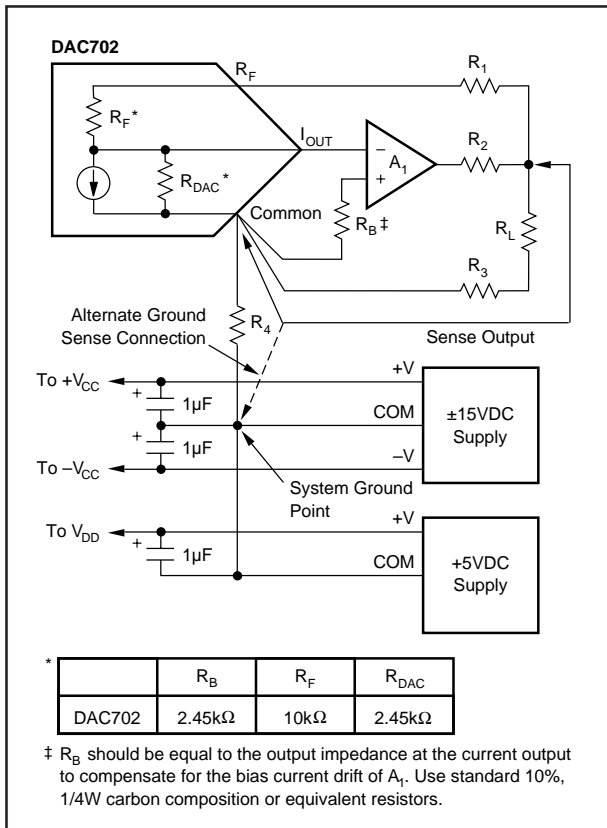 DAC702
R_F
R_1
R_F*
I_OUT
R_2
A_1
−
+
R_DAC*
Common
R_B‡
R_L
R_3
Alternate Ground
Sense Connection
R_4
Sense Output
To +V_CC
+
1µF
+V
COM
±15VDC
Supply
+
1µF
To –V_CC
–V
System Ground
Point
To V_DD
+
1µF
+V
COM
+5VDC
Supply
*
R_B R_F R_DAC
DAC702 2.45kΩ 10kΩ 2.45kΩ
‡ R_B should be equal to the output impedance at the current output
to compensate for the bias current drift of A_1. Use standard 10%,
1/4W carbon composition or equivalent resistors.